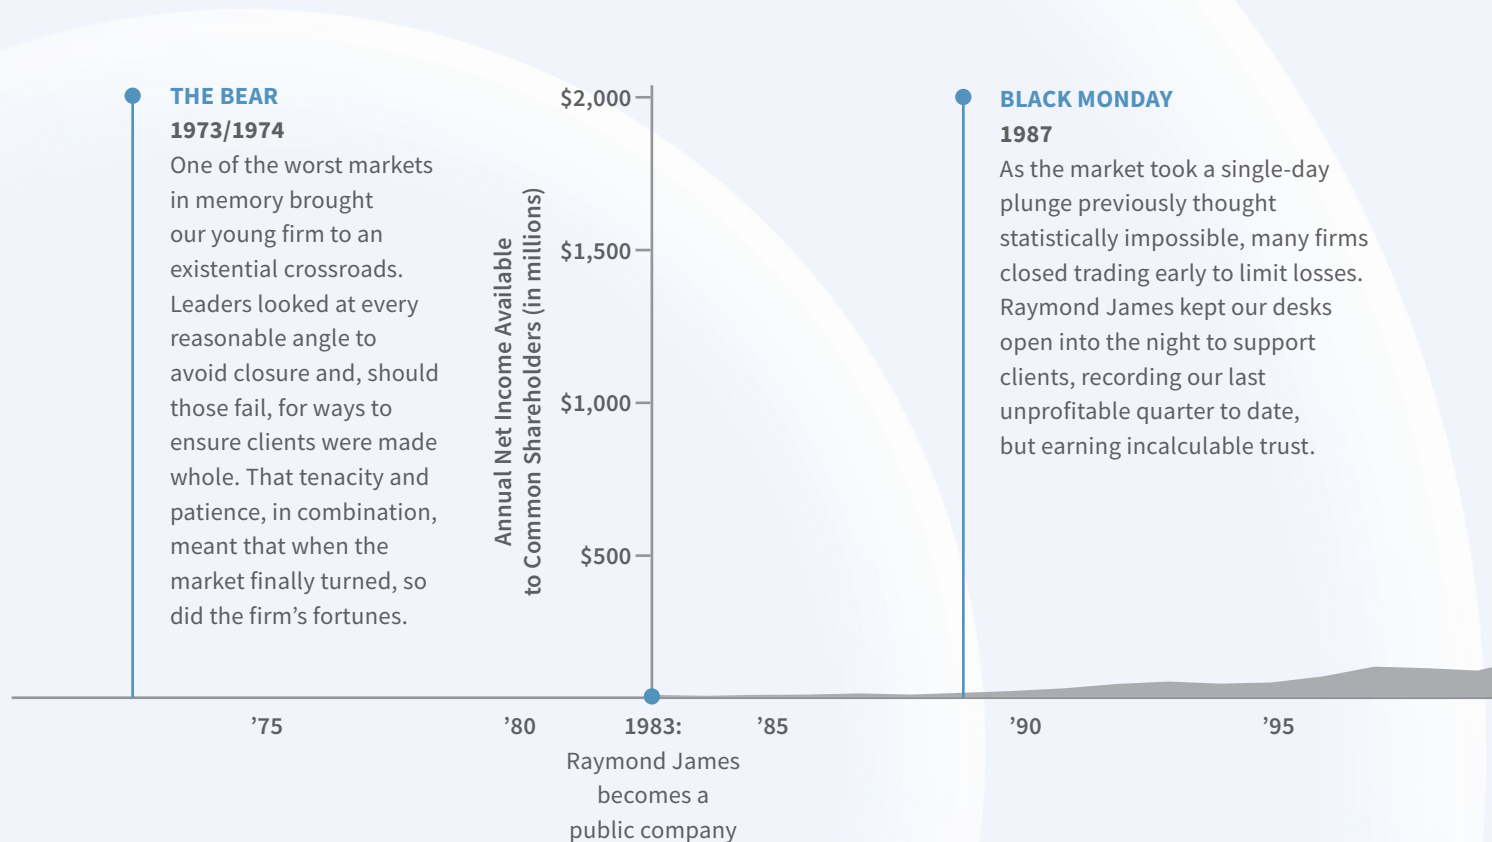 THE BEAR
1973/1974
One of the worst markets
in memory brought
our young firm to an
existential crossroads.
Leaders looked at every
reasonable angle to
avoid closure and, should
those fail, for ways to
ensure clients were made
whole. That tenacity and
patience, in combination,
meant that when the
market finally turned, so
did the firm’s fortunes.
Annual Net Income Available
to Common Shareholders (in millions)
$2,000
$1,500
$1,000
$500
BLACK MONDAY
1987
As the market took a single-day
plunge previously thought
statistically impossible, many firms
closed trading early to limit losses.
Raymond James kept our desks
open into the night to support
clients, recording our last
unprofitable quarter to date,
but earning incalculable trust.
’75
’80
1983:
’85
’90
’95
Raymond James
becomes a
public company